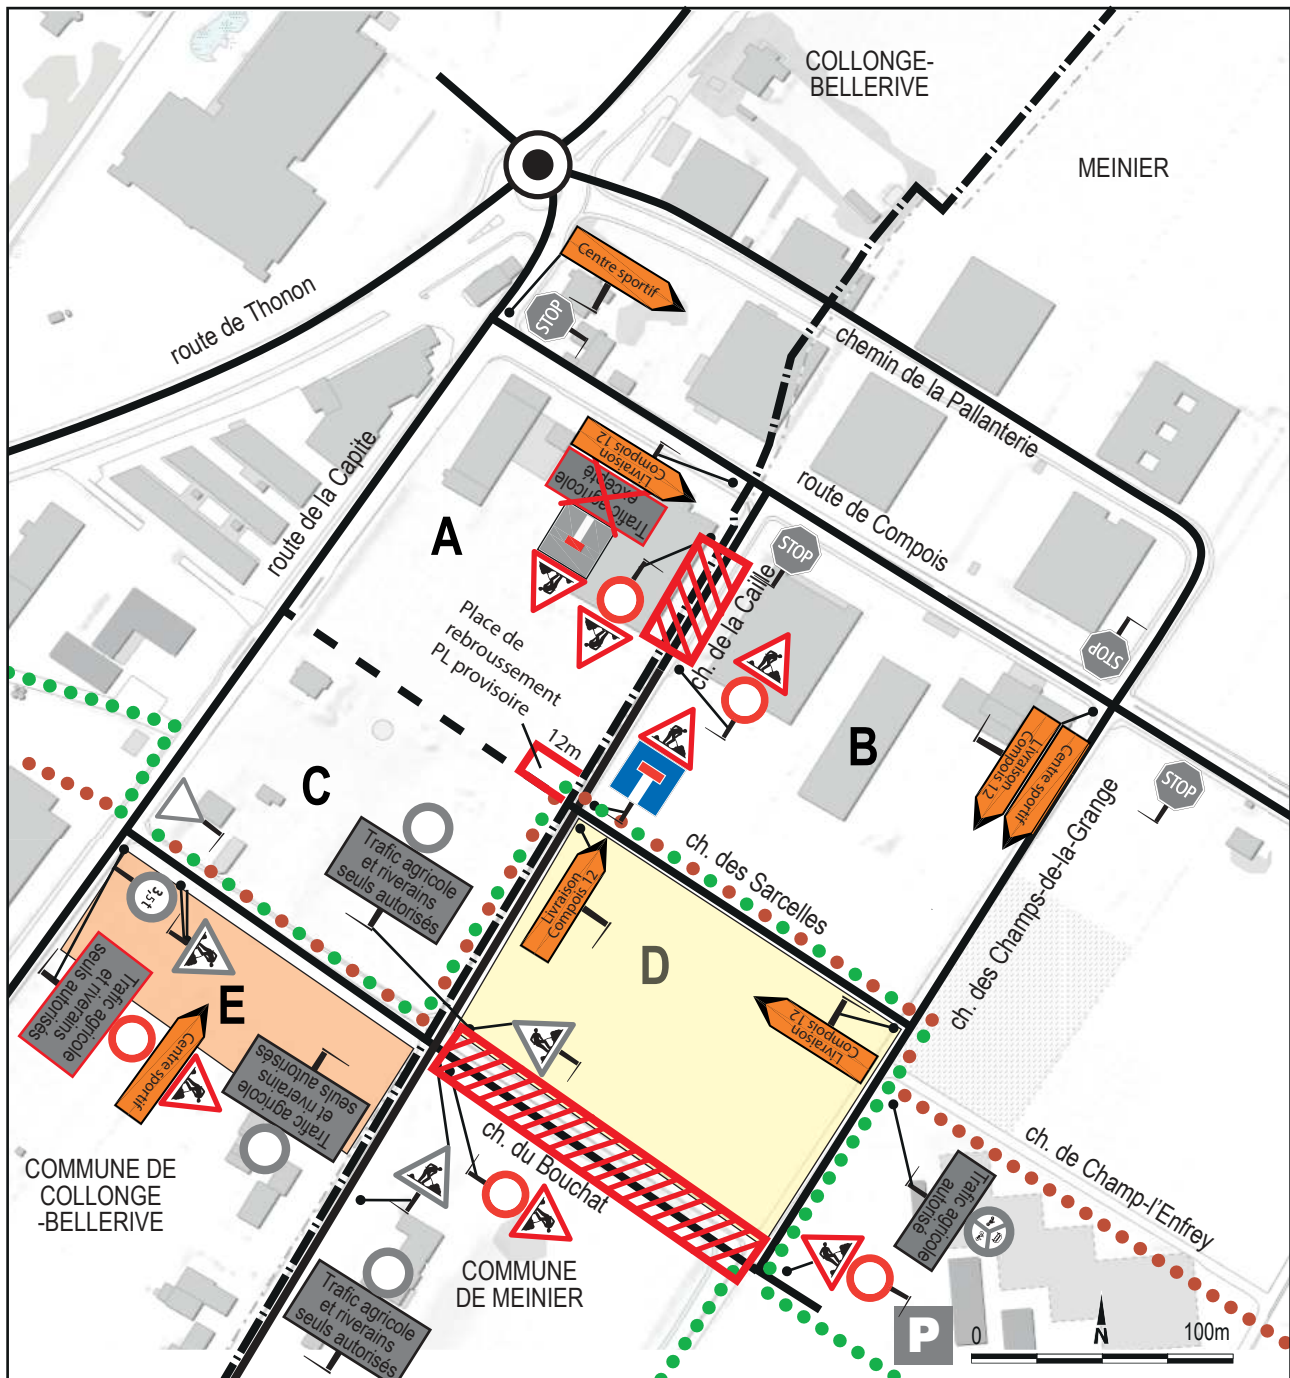 COLLONGE-
BELLERIVE
MEINIER
route de Thonon
Centre sportif
STOP
chemin de la Pallanterie
route de la Capite
Livraison
Compois 12
excepté
Trafic agricole
route de Compois
A
STOP
ch. de la Caille
Place de
rebroussement
PL provisoire
12m
STOP
B
Livraison
Compois 12
Centre sportif
STOP
ch. des Champs-de-la-Grange
C
Trafic agricole
et riverains
seuls autorisés
ch. des Sarcelles
Livraison
Compois 12
D
3,5t
Trafic agricole
et riverains
seuls autorisés
E
Centre sportif
Trafic agricole
et riverains
seuls autorisés
Livraison
Compois 12
ch. du Bouchat
ch. de Champ-l'Enfrey
Trafic agricole
autorisé
COMMUNE DE
COLLONGE
-BELLERIVE
COMMUNE
DE MEINIER
Trafic agricole
et riverains
seuls autorisés
P
0
N
100m